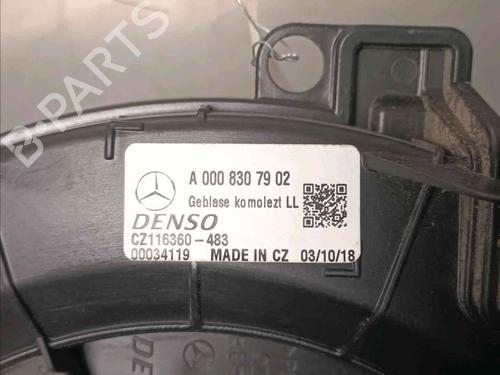 B-PARTS
A 000 830 79 02
Geblase komolezt LL
DENSO
CZ116360-483
00034119 MADE IN CZ 03/10/18